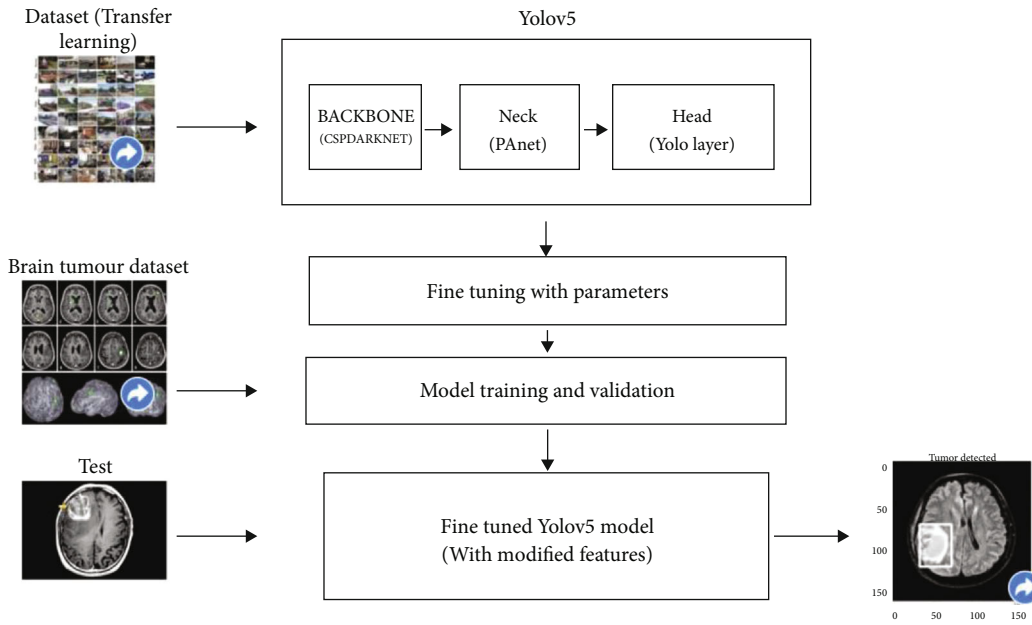 Dataset (Transfer
learning)
Yolov5
BACKBONE
(CSPDARKNET)
Neck
(PAnet)
Head
(Yolo layer)
Brain tumour dataset
Fine tuning with parameters
Model training and validation
Test
Fine tuned Yolov5 model
(With modified features)
Tumor detected
0
50
100
150
0 50 100 150